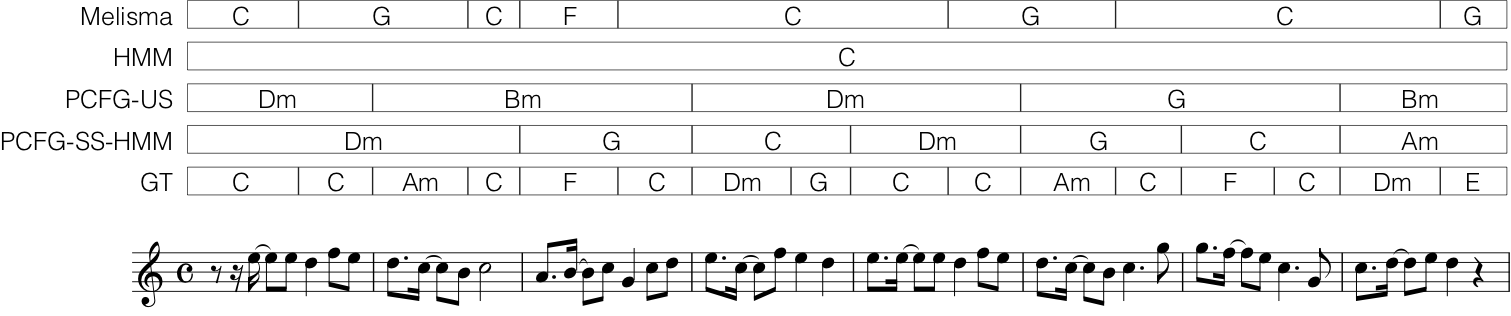 Melisma C G C F C G C G
HMM C
PCFG-US Dm Bm Dm G Bm
PCFG-SS-HMM Dm G C Dm G C Am
GT C C Am C F C Dm G C C Am C F C Dm E